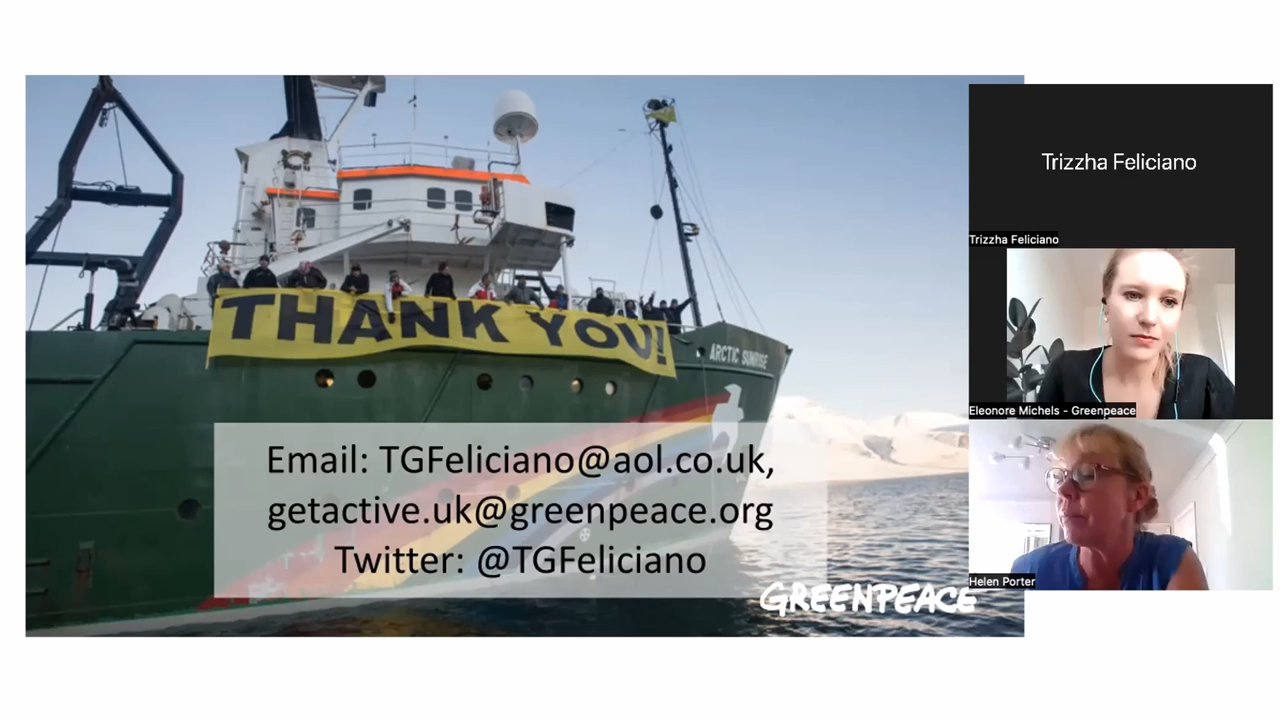 THANK YOU!
ARCTIC SUNRISE
Email: TGFeliciano@aol.co.uk,
getactive.uk@greenpeace.org
Twitter: @TGFeliciano
GREENPEACE
Trizzha Feliciano
Trizzha Feliciano
Eleonore Michels - Greenpeace
Helen Porter